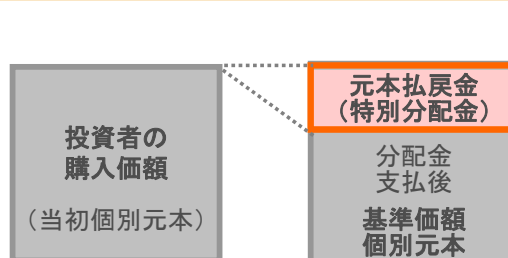 投資者の
購入価額
（当初個別元本）
元本払戻金
（特別分配金）
分配金
支払後
基準価額
個別元本